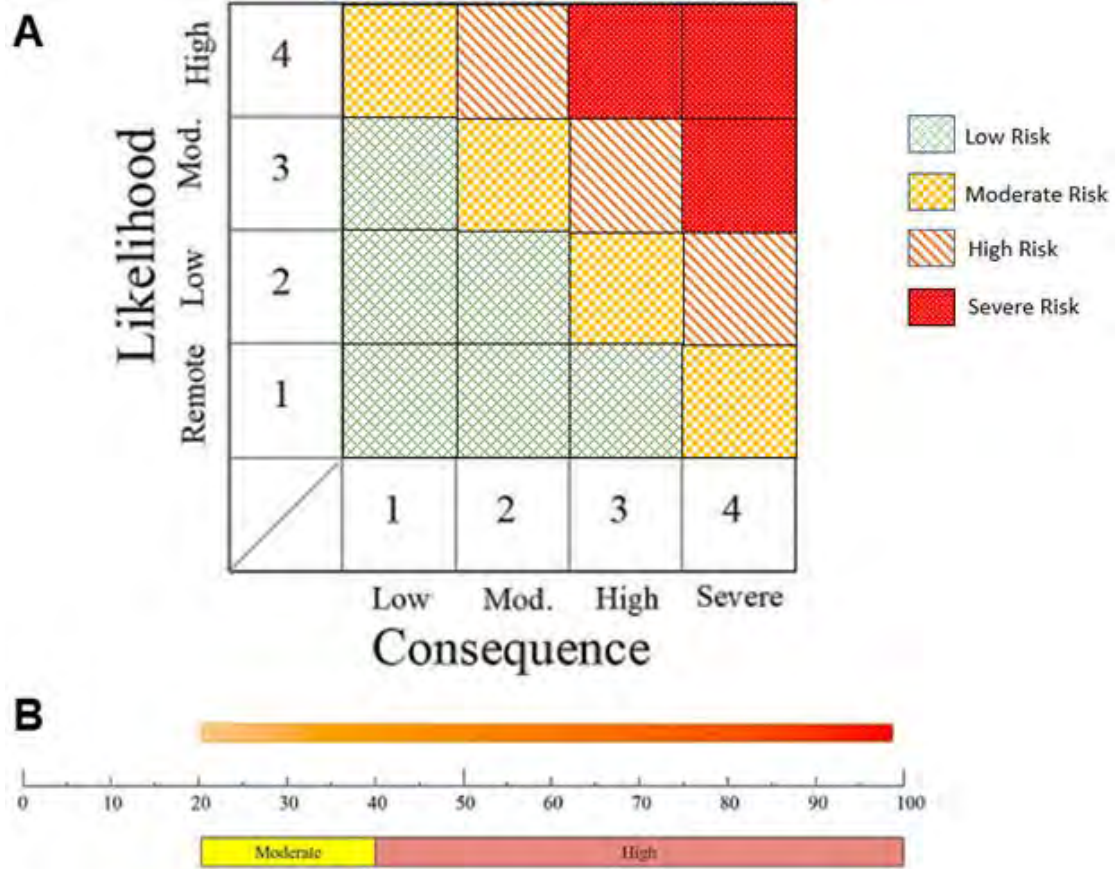 A
Likelihood
High
4
Mod.
3
Low
2
Remote
1
1 2 3 4
Low Mod. High Severe
Consequence
Low Risk
Moderate Risk
High Risk
Severe Risk
B
0 10 20 30 40 50 60 70 80 90 100
Moderate High